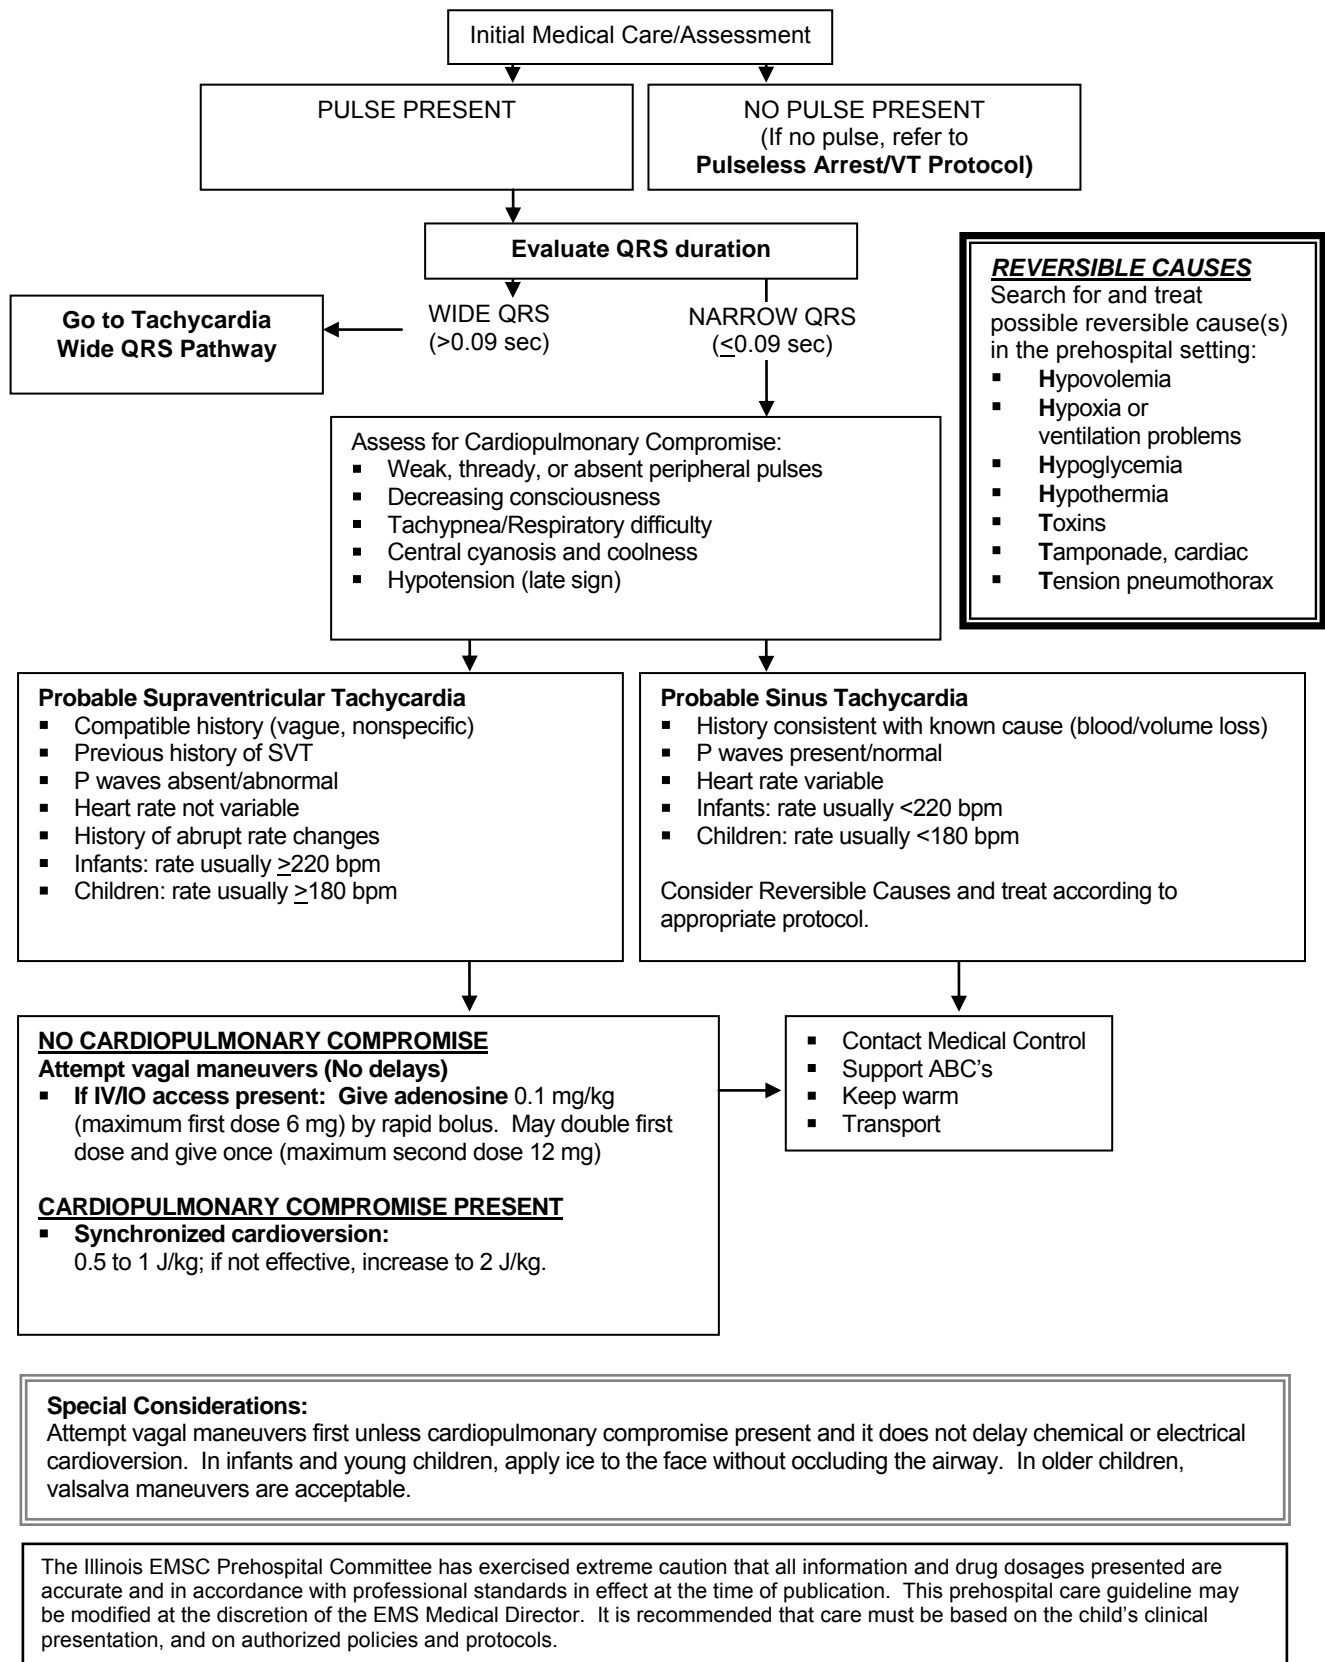 Initial Medical Care/Assessment
PULSE PRESENT
NO PULSE PRESENT
(If no pulse, refer to
Pulseless Arrest/VT Protocol)
Evaluate QRS duration
Go to Tachycardia
Wide QRS Pathway
WIDE QRS
(>0.09 sec)
NARROW QRS
(≤0.09 sec)
REVERSIBLE CAUSES
Search for and treat
possible reversible cause(s)
in the prehospital setting:
▪ Hypovolemia
▪ Hypoxia or
ventilation problems
▪ Hypoglycemia
▪ Hypothermia
▪ Toxins
▪ Tamponade, cardiac
▪ Tension pneumothorax
Assess for Cardiopulmonary Compromise:
▪ Weak, thready, or absent peripheral pulses
▪ Decreasing consciousness
▪ Tachypnea/Respiratory difficulty
▪ Central cyanosis and coolness
▪ Hypotension (late sign)
Probable Supraventricular Tachycardia
▪ Compatible history (vague, nonspecific)
▪ Previous history of SVT
▪ P waves absent/abnormal
▪ Heart rate not variable
▪ History of abrupt rate changes
▪ Infants: rate usually ≥220 bpm
▪ Children: rate usually ≥180 bpm
Probable Sinus Tachycardia
▪ History consistent with known cause (blood/volume loss)
▪ P waves present/normal
▪ Heart rate variable
▪ Infants: rate usually <220 bpm
▪ Children: rate usually <180 bpm
Consider Reversible Causes and treat according to
appropriate protocol.
NO CARDIOPULMONARY COMPROMISE
Attempt vagal maneuvers (No delays)
▪ If IV/IO access present: Give adenosine 0.1 mg/kg
(maximum first dose 6 mg) by rapid bolus. May double first
dose and give once (maximum second dose 12 mg)
CARDIOPULMONARY COMPROMISE PRESENT
▪ Synchronized cardioversion:
0.5 to 1 J/kg; if not effective, increase to 2 J/kg.
▪ Contact Medical Control
▪ Support ABC's
▪ Keep warm
▪ Transport
Special Considerations:
Attempt vagal maneuvers first unless cardiopulmonary compromise present and it does not delay chemical or electrical
cardioversion. In infants and young children, apply ice to the face without occluding the airway. In older children,
valsalva maneuvers are acceptable.
The Illinois EMSC Prehospital Committee has exercised extreme caution that all information and drug dosages presented are
accurate and in accordance with professional standards in effect at the time of publication. This prehospital care guideline may
be modified at the discretion of the EMS Medical Director. It is recommended that care must be based on the child's clinical
presentation, and on authorized policies and protocols.